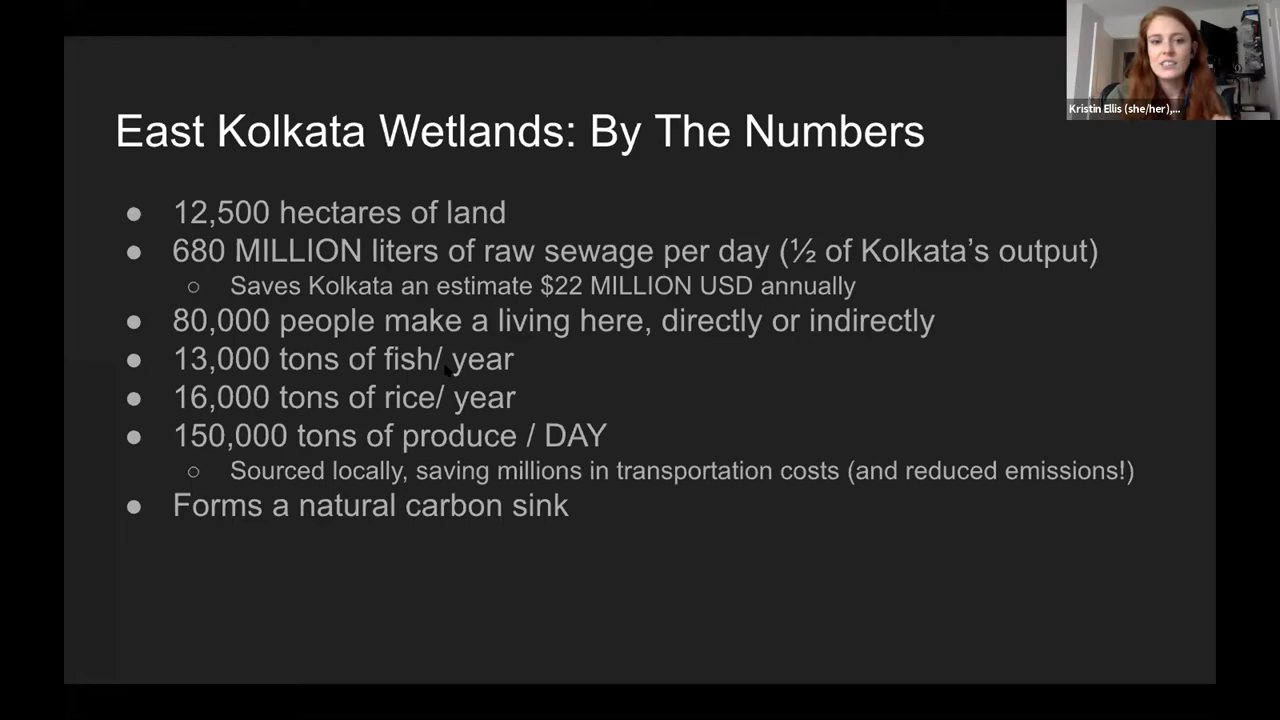 East Kolkata Wetlands: By The Numbers
● 12,500 hectares of land
● 680 MILLION liters of raw sewage per day (½ of Kolkata’s output)
○ Saves Kolkata an estimate $22 MILLION USD annually
● 80,000 people make a living here, directly or indirectly
● 13,000 tons of fish/ year
● 16,000 tons of rice/ year
● 150,000 tons of produce / DAY
○ Sourced locally, saving millions in transportation costs (and reduced emissions!)
● Forms a natural carbon sink
Kristin Ellis (she/her),...